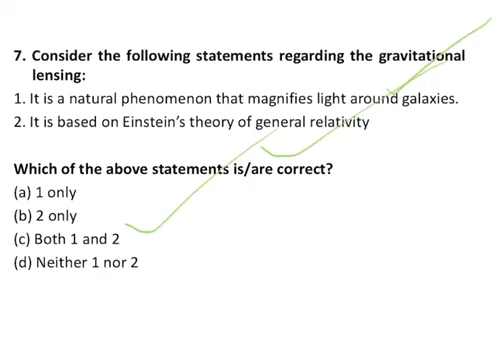 7. Consider the following statements regarding the gravitational
lensing:
1. It is a natural phenomenon that magnifies light around galaxies.
2. It is based on Einstein’s theory of general relativity
Which of the above statements is/are correct?
(a) 1 only
(b) 2 only
(c) Both 1 and 2
(d) Neither 1 nor 2